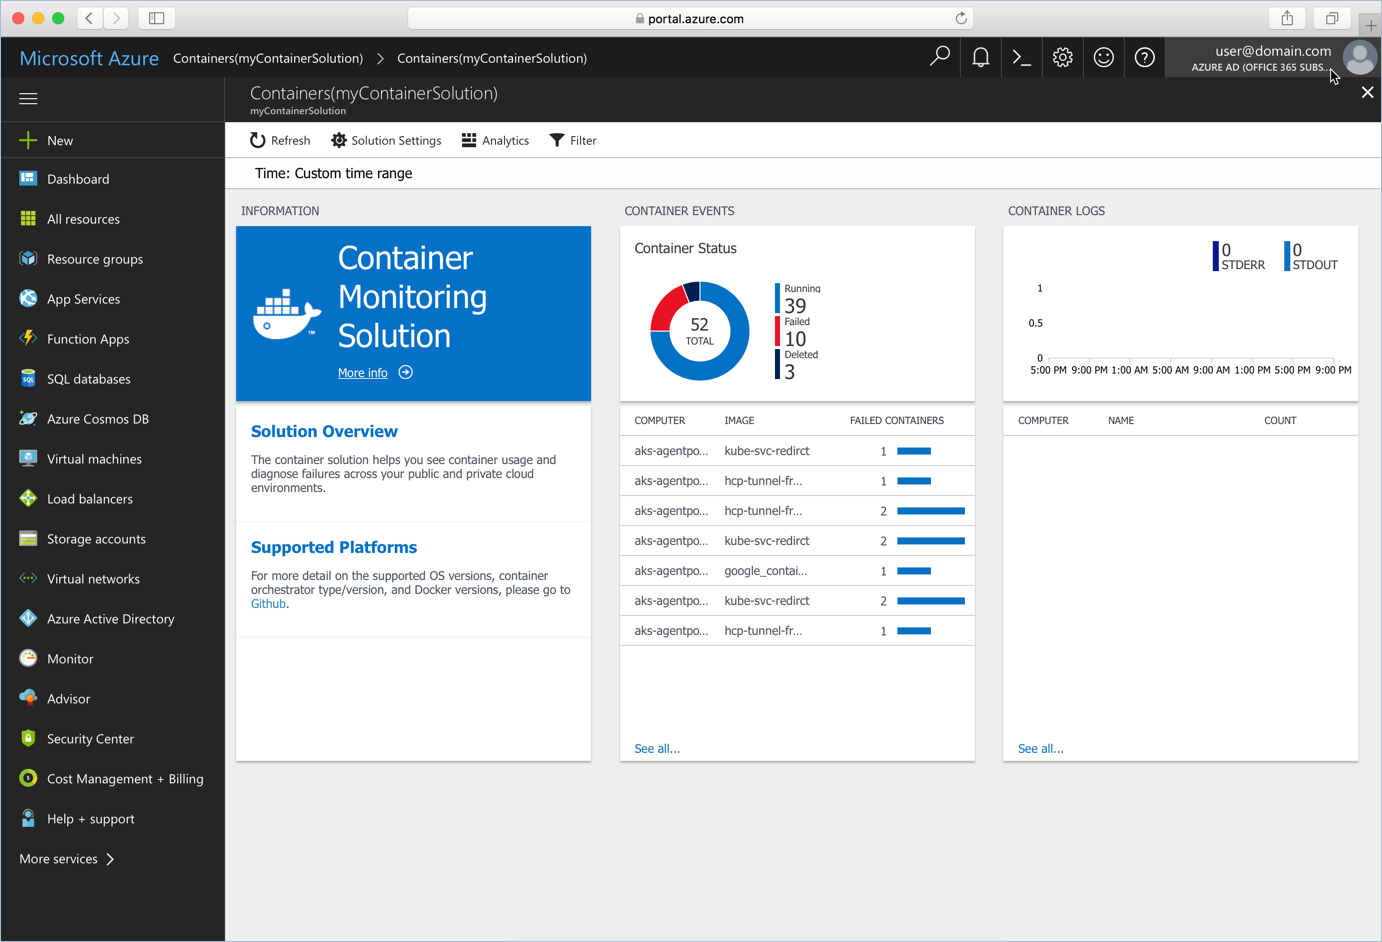 portal.azure.com
Microsoft Azure
Containers(myContainerSolution) > Containers(myContainerSolution)
user@domain.com
AZURE AD (OFFICE 365 SUBS...
Containers(myContainerSolution)
myContainerSolution
New
Dashboard
All resources
Resource groups
App Services
Function Apps
SQL databases
Azure Cosmos DB
Virtual machines
Load balancers
Storage accounts
Virtual networks
Azure Active Directory
Monitor
Advisor
Security Center
Cost Management + Billing
Help + support
More services
Refresh Solution Settings Analytics Filter
Time: Custom time range
INFORMATION
Container
Monitoring
Solution
More info
Solution Overview
The container solution helps you see container usage and
diagnose failures across your public and private cloud
environments.
Supported Platforms
For more detail on the supported OS versions, container
orchestrator type/version, and Docker versions, please go to
Github.
CONTAINER EVENTS
Container Status
52
TOTAL
Running
39
Failed
10
Deleted
3
COMPUTER IMAGE FAILED CONTAINERS
aks-agentpo... kube-svc-redirct 1
aks-agentpo... hcp-tunnel-fr... 1
aks-agentpo... hcp-tunnel-fr... 2
aks-agentpo... kube-svc-redirct 2
aks-agentpo... google_contai... 1
aks-agentpo... kube-svc-redirct 2
aks-agentpo... hcp-tunnel-fr... 1
See all...
CONTAINER LOGS
0
STDERR
0
STDOUT
1
0.5
0
5:00 PM 9:00 PM 1:00 AM 5:00 AM 9:00 AM 1:00 PM 5:00 PM 9:00 PM
COMPUTER NAME COUNT
See all...